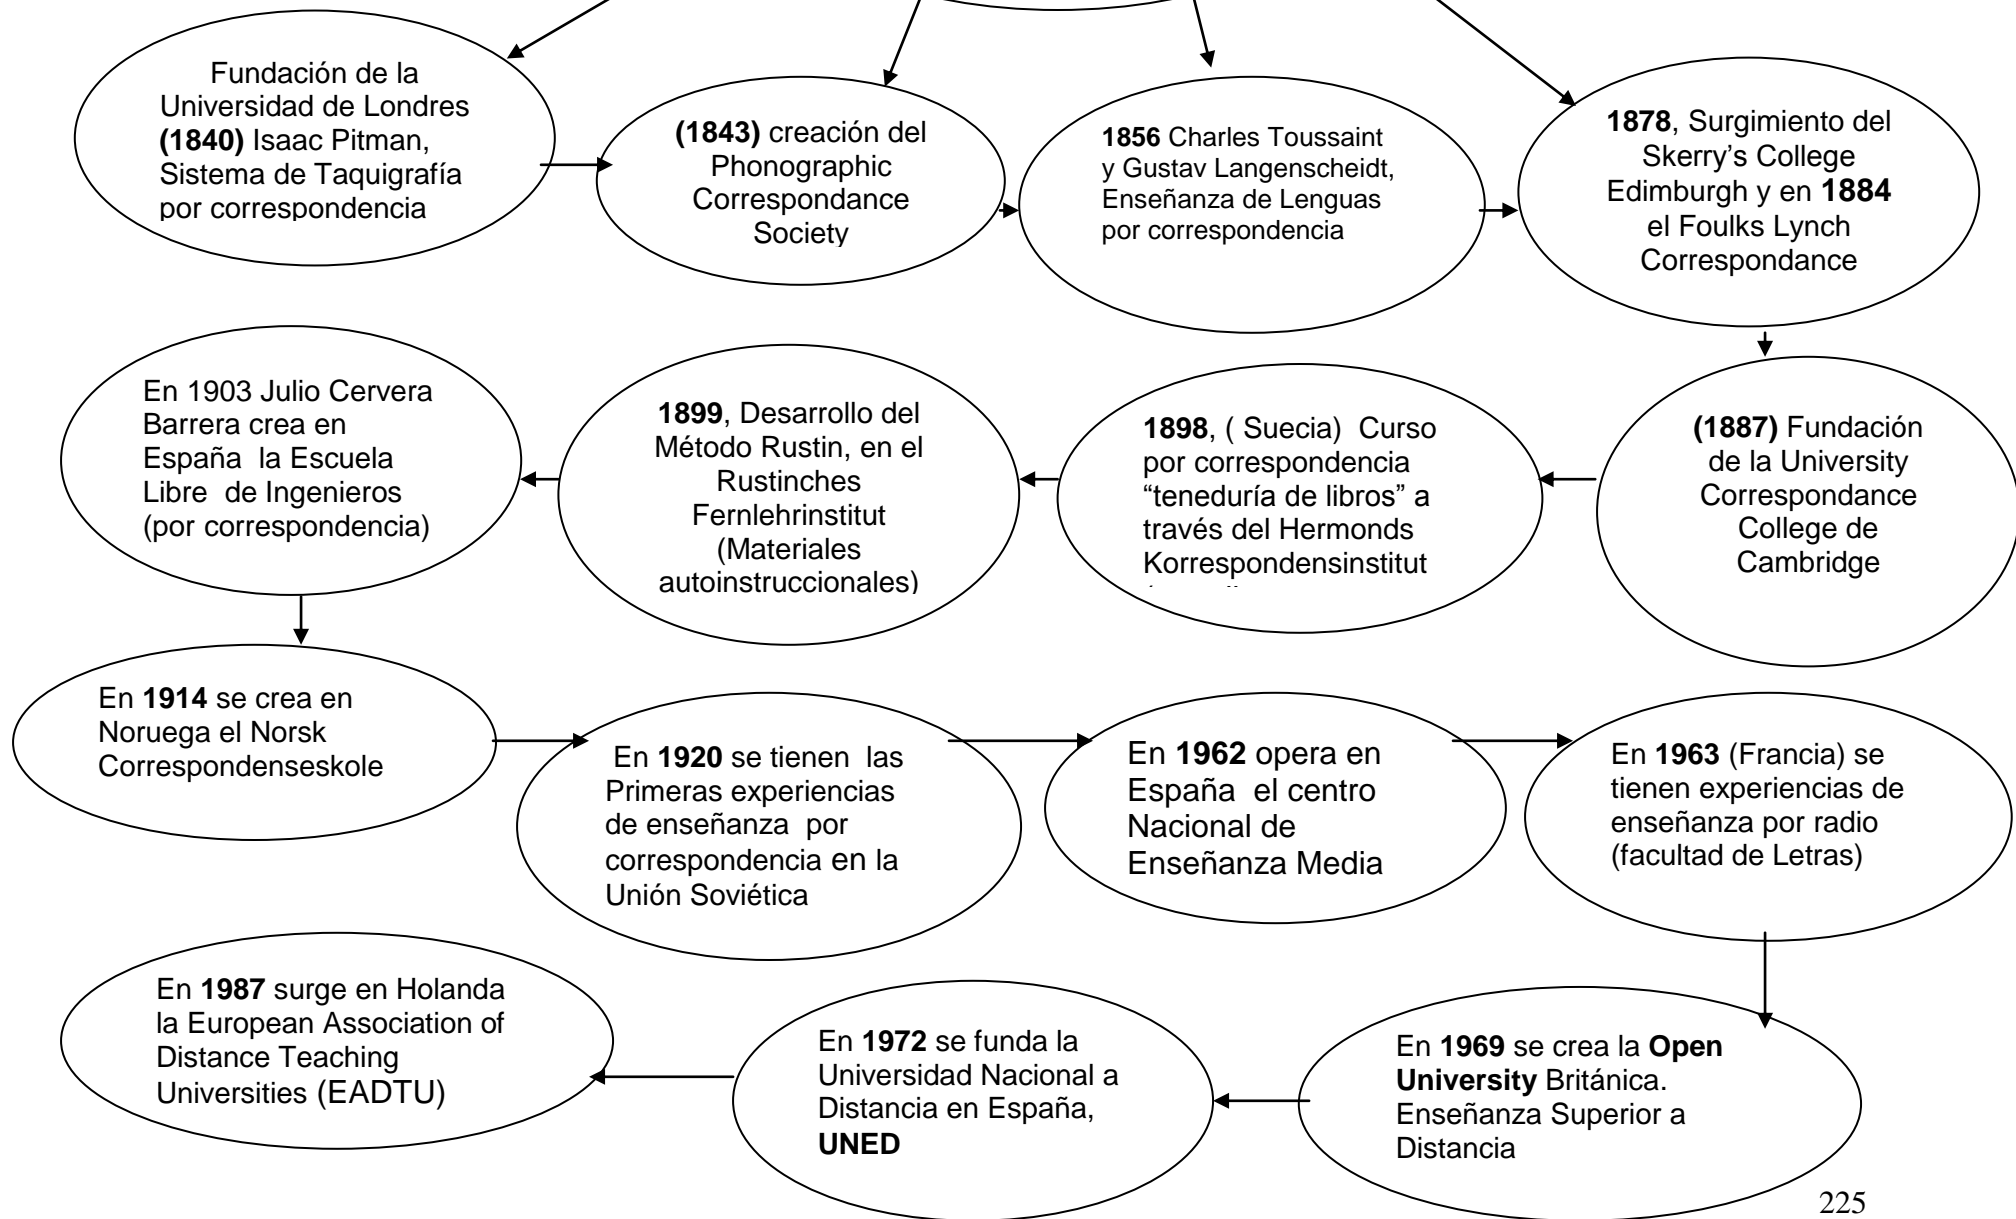 Fundación de la
Universidad de Londres
(1840) Isaac Pitman,
Sistema de Taquigrafía
por correspondencia
(1843) creación del
Phonographic
Correspondance
Society
1856 Charles Toussaint
y Gustav Langenscheidt,
Enseñanza de Lenguas
por correspondencia
1878, Surgimiento del
Skerry’s College
Edimburgh y en 1884
el Foulks Lynch
Correspondance
(1887) Fundación
de la University
Correspondance
College de
Cambridge
1898, ( Suecia) Curso
por correspondencia
“teneduría de libros” a
través del Hermonds
Korrespondensinstitut
1899, Desarrollo del
Método Rustin, en el
Rustinches
Fernlehrinstitut
(Materiales
autoinstruccionales)
En 1903 Julio Cervera
Barrera crea en
España la Escuela
Libre de Ingenieros
(por correspondencia)
En 1914 se crea en
Noruega el Norsk
Correspondenseskole
En 1920 se tienen las
Primeras experiencias
de enseñanza por
correspondencia en la
Unión Soviética
En 1962 opera en
España el centro
Nacional de
Enseñanza Media
En 1963 (Francia) se
tienen experiencias de
enseñanza por radio
(facultad de Letras)
En 1969 se crea la Open
University Británica.
Enseñanza Superior a
Distancia
En 1972 se funda la
Universidad Nacional a
Distancia en España,
UNED
En 1987 surge en Holanda
la European Association of
Distance Teaching
Universities (EADTU)
225